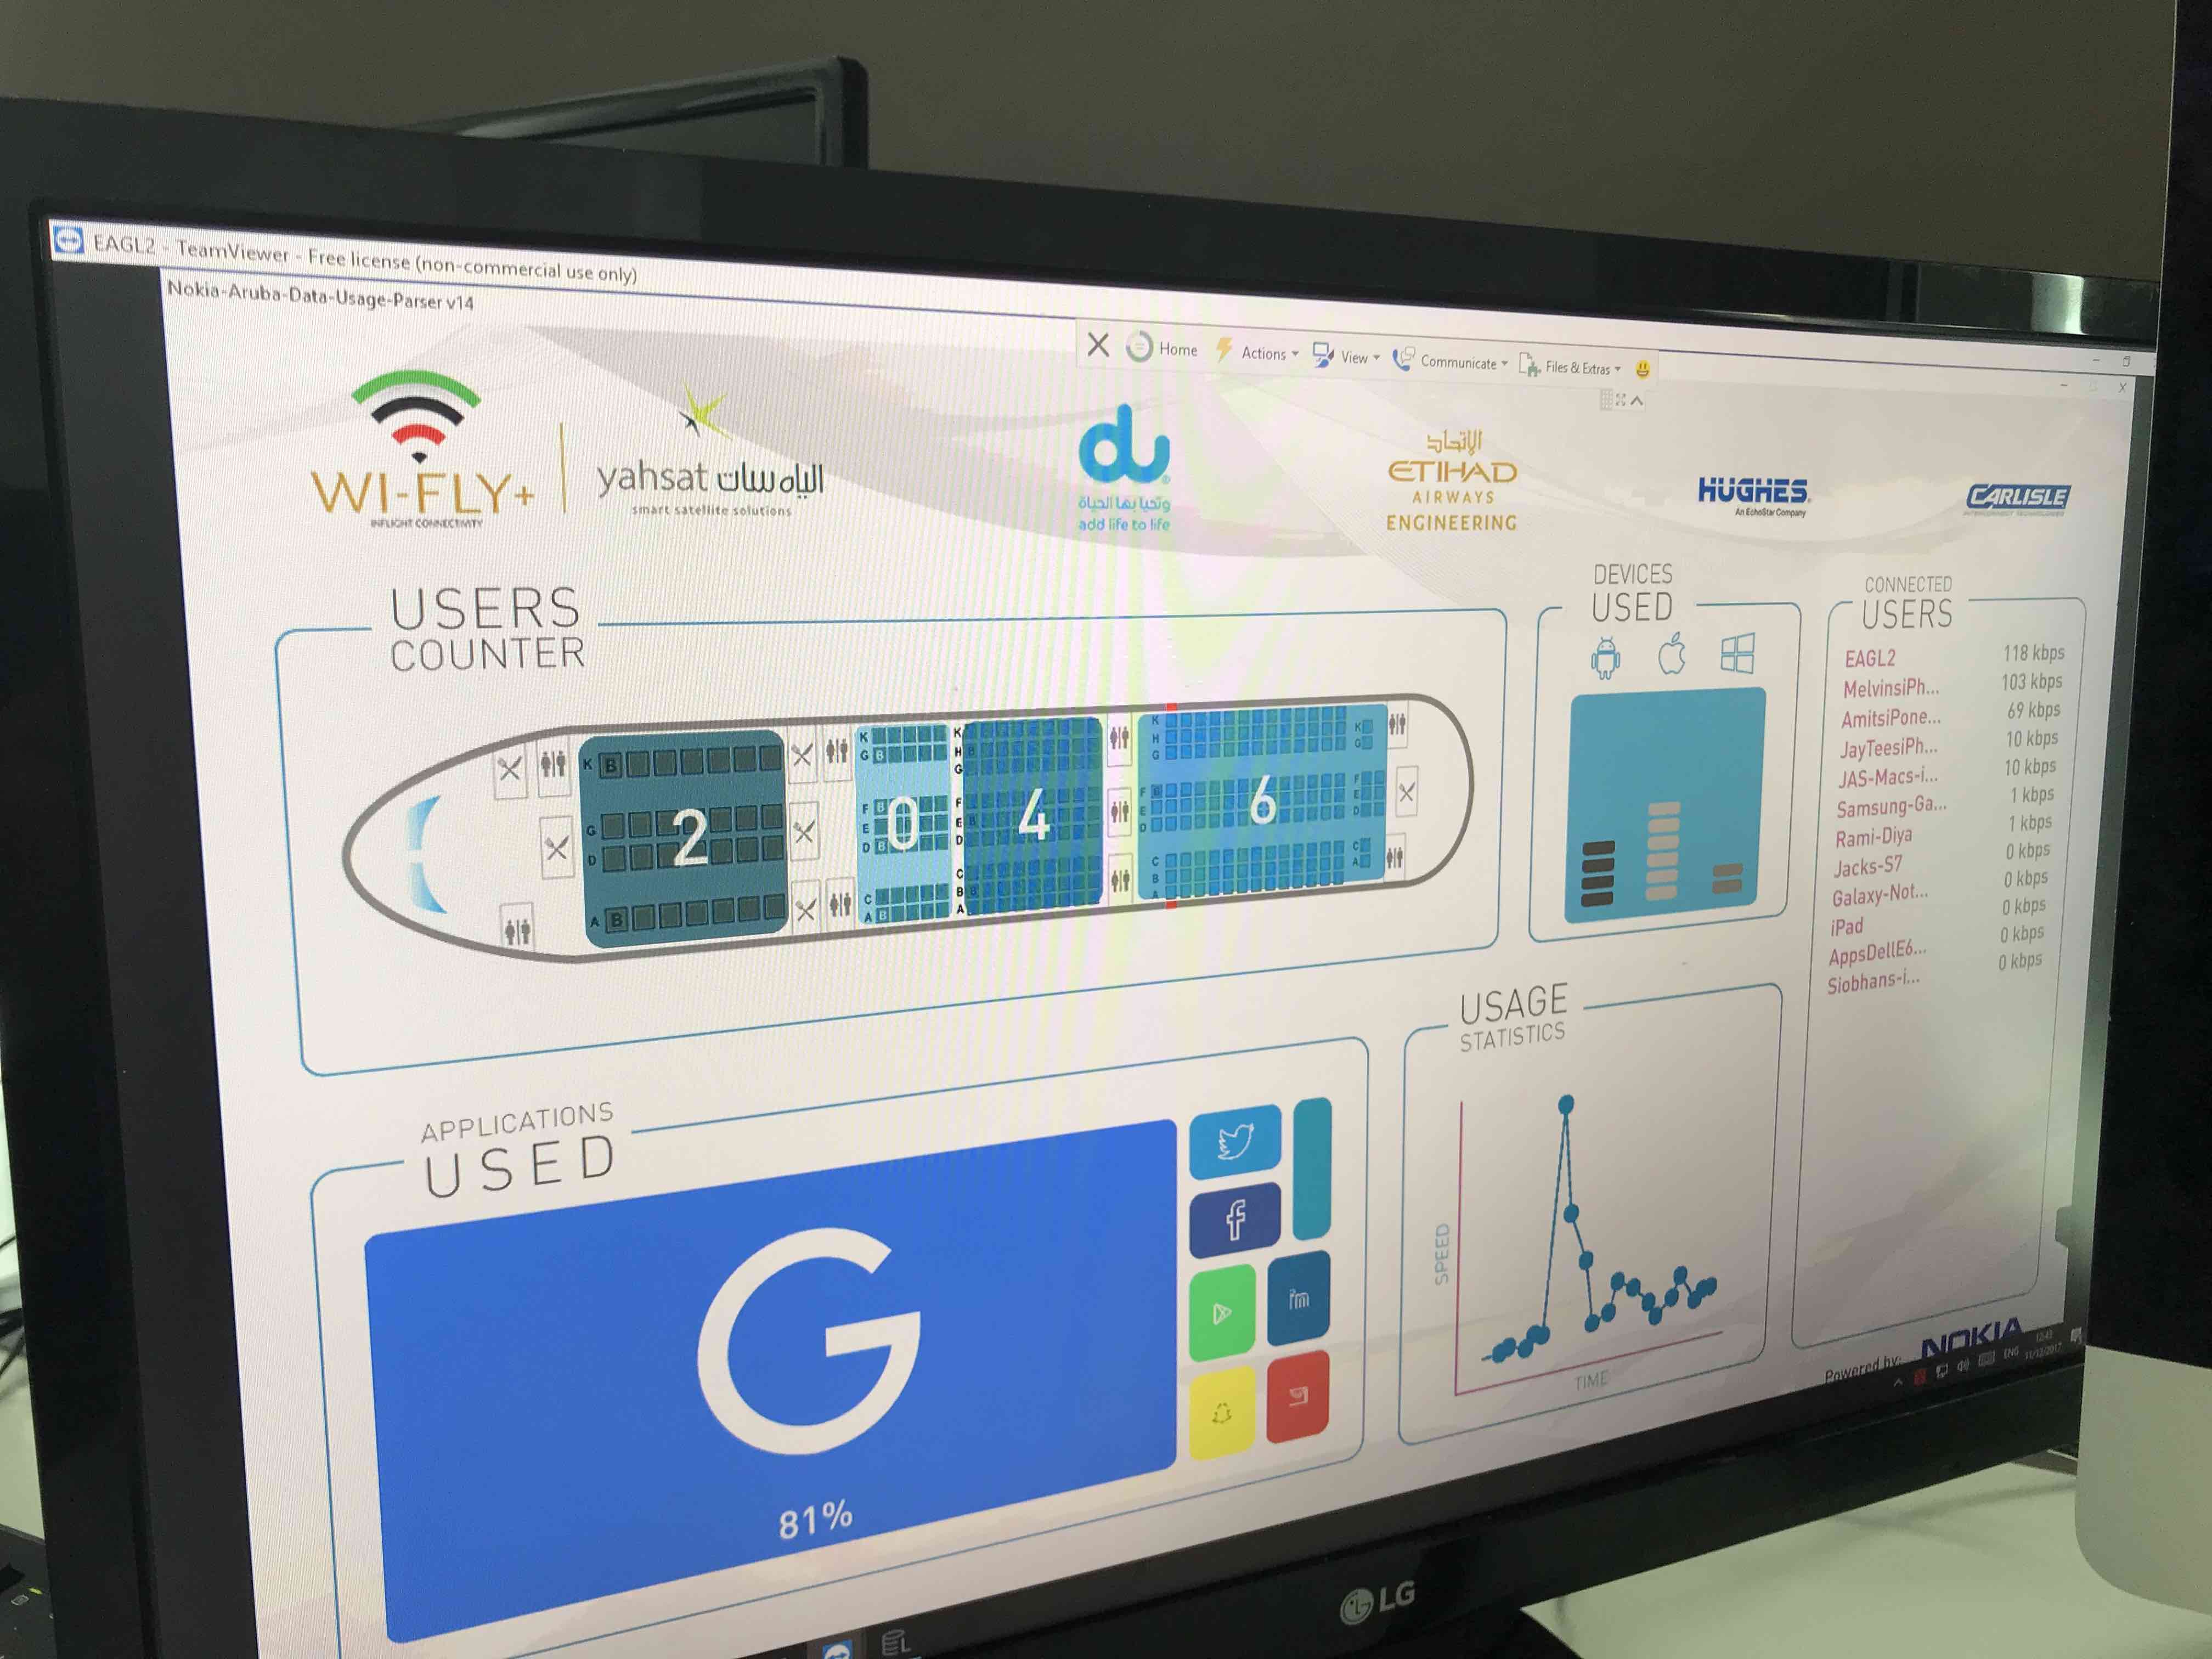 EAGL2 - TeamViewer - Free license (non-commercial use only)
Nokia-Aruba-Data-Usage-Parser v14
Home Actions View Communicate Files & Extras
WI-FLY+
INFLIGHT CONNECTIVITY
yahsat الياه سات
smart satellite solutions
du
وتحيا بها الحياة
add life to life
الإتحاد
ETIHAD
AIRWAYS
ENGINEERING
HUGHES
An EchoStar Company
CARLISLE
USERS
COUNTER
2 0 4 6
DEVICES
USED
CONNECTED
USERS
EAGL2 118 kbps
MelvinsiPh... 103 kbps
AmitsiPone... 69 kbps
JayTeesiPh... 10 kbps
JAS-Macs-i... 10 kbps
Samsung-Ga... 1 kbps
Rami-Diya 1 kbps
Jacks-S7 0 kbps
Galaxy-Not... 0 kbps
iPad 0 kbps
AppsDellE6... 0 kbps
Siobhans-i... 0 kbps
APPLICATIONS
USED
G
81%
USAGE
STATISTICS
SPEED
TIME
Powered by:
NOKIA
ENG
11/12/2017
LG